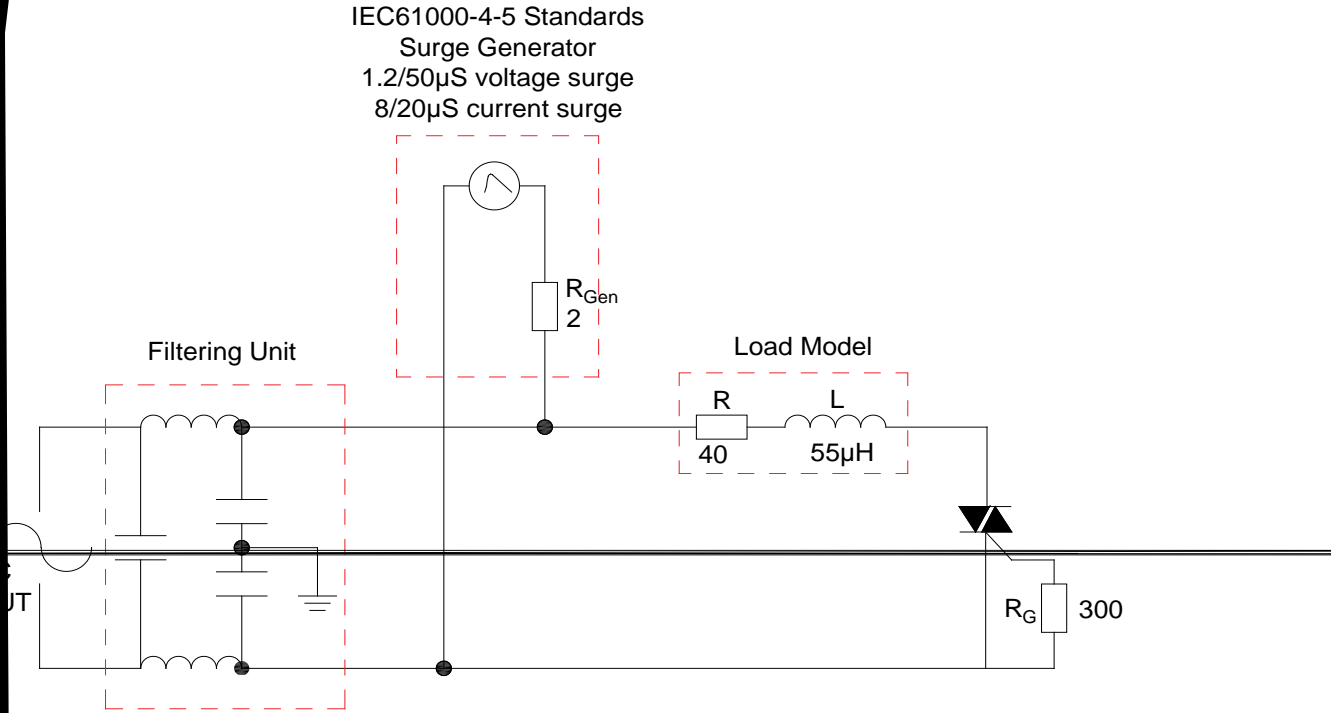 IEC61000-4-5 Standards
Surge Generator
1.2/50µS voltage surge
8/20µS current surge
RGen
2
Filtering Unit
Load Model
R
L
40
55µH
RG
300